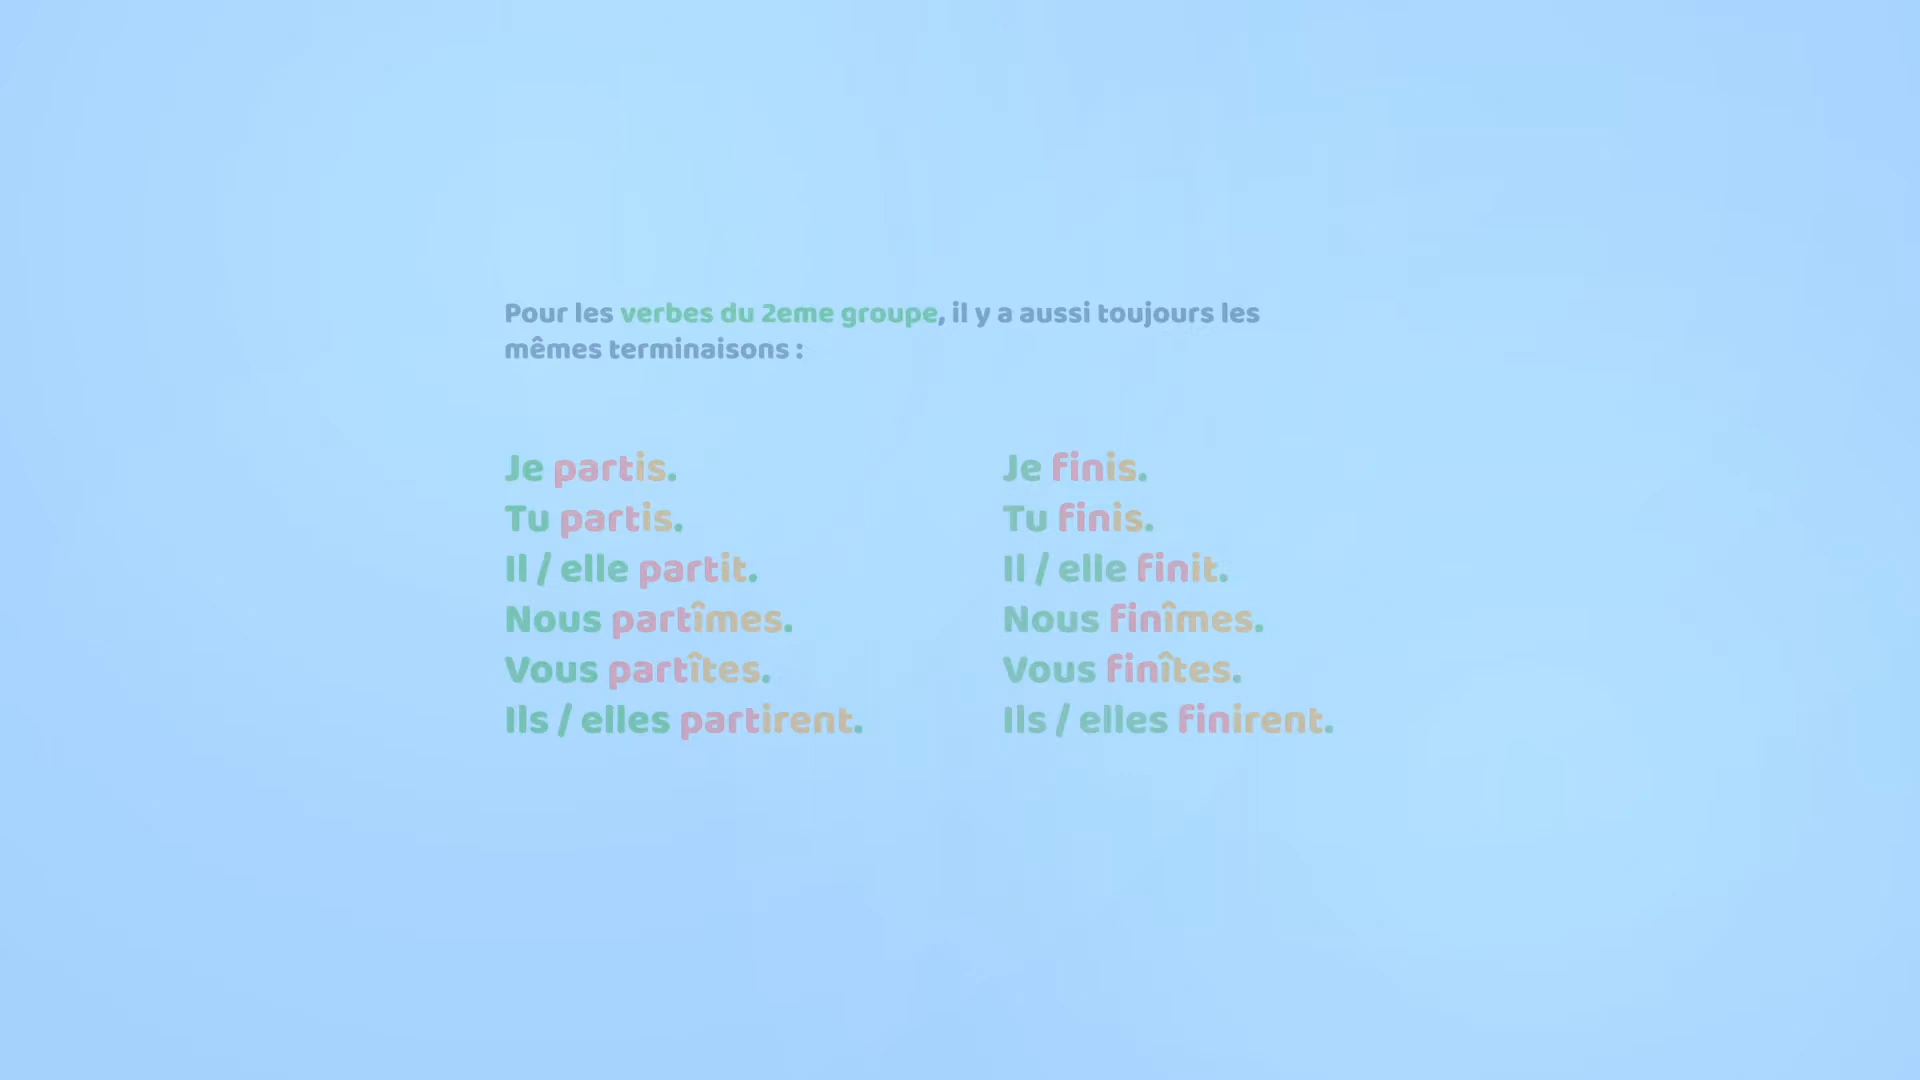 Pour les verbes du 2eme groupe, il y a aussi toujours les
mêmes terminaisons :
Je partis.
Tu partis.
Il / elle partit.
Nous partîmes.
Vous partîtes.
Ils / elles partirent.
Je finis.
Tu finis.
Il / elle finit.
Nous finîmes.
Vous finîtes.
Ils / elles finirent.